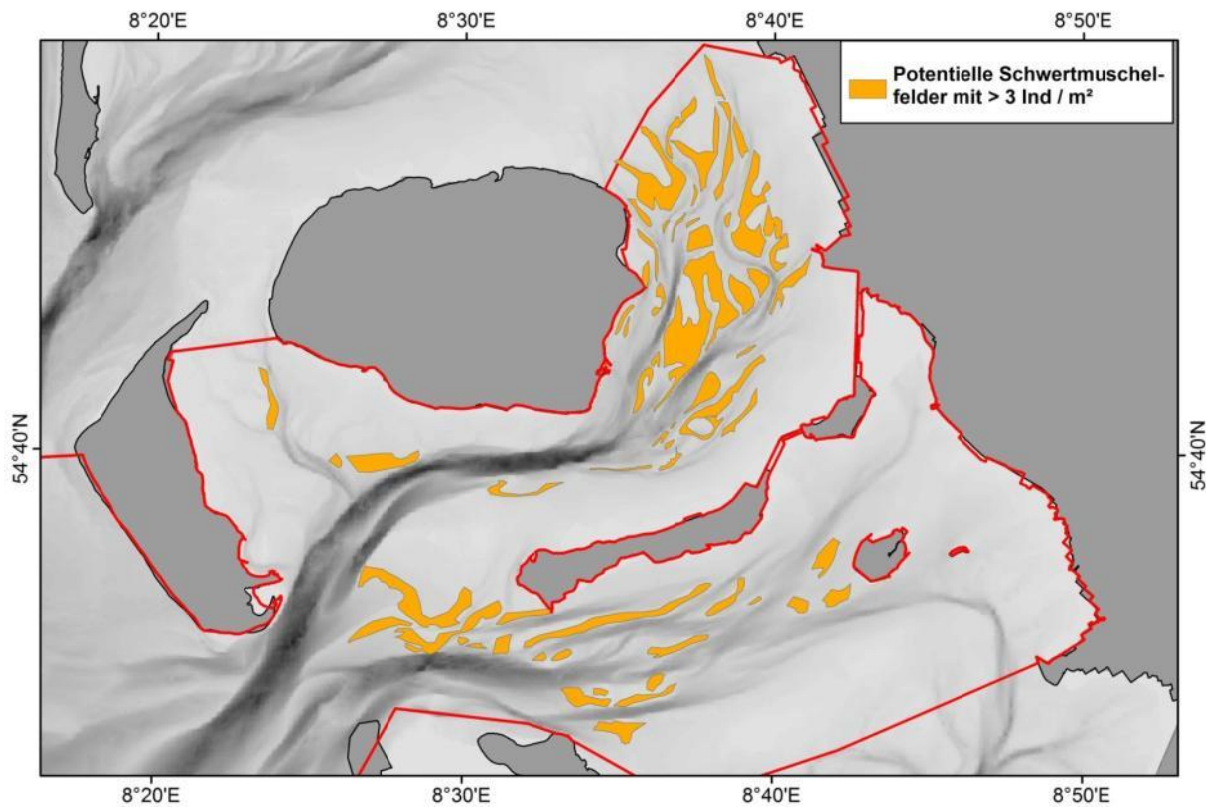 8°20'E 8°30'E 8°40'E 8°50'E
Potentielle Schwertmuschel-
felder mit > 3 Ind / m²
54°40'N 54°40'N
8°20'E 8°30'E 8°40'E 8°50'E